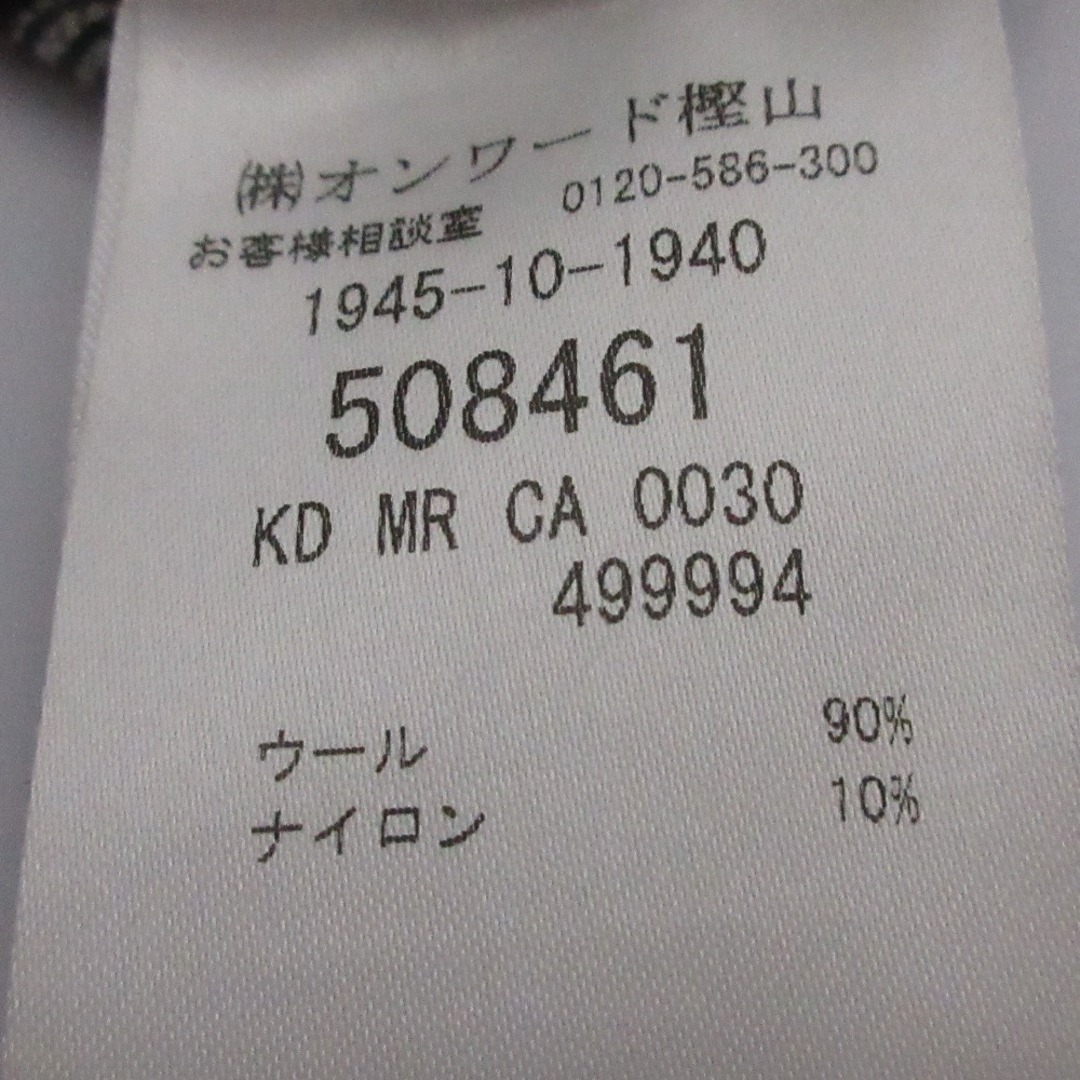 ㈱オンワード樫山
お客様相談室 0120-586-300
1945-10-1940
508461
KD MR CA 0030
499994
ウール 90%
ナイロン 10%